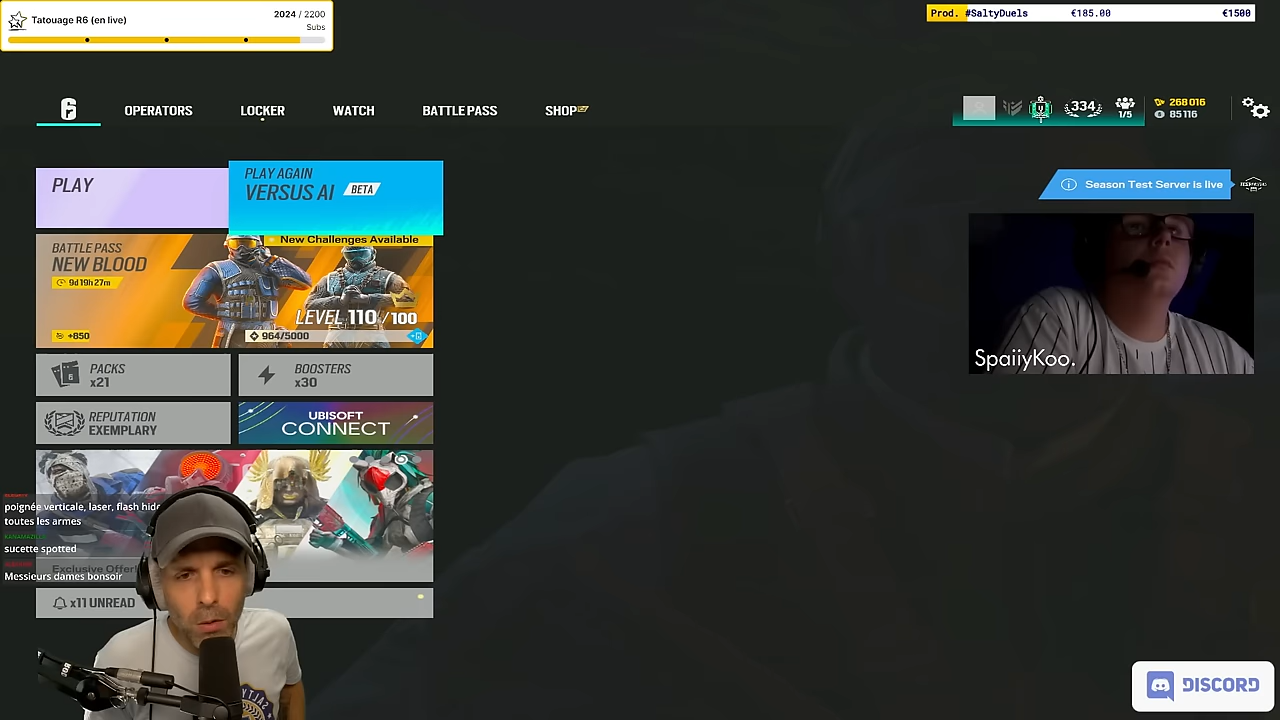 Tatouage R6 (en live)
2024 / 2200
Subs
Prod. #SaltyDuels €185.00 €1500
OPERATORS LOCKER WATCH BATTLE PASS SHOP
334
1/5
268 016
85 116
PLAY
PLAY AGAIN
VERSUS AI BETA
Season Test Server is live
New Challenges Available
BATTLE PASS
NEW BLOOD
9d 19h 27m
LEVEL 110 / 100
+850
964/5000
PACKS
x21
BOOSTERS
x30
REPUTATION
EXEMPLARY
UBISOFT
CONNECT
SpaiiyKoo.
poignée verticale, laser, flash hide
toutes les armes
sucette spotted
Exclusive Offer!
Messieurs dames bonsoir
x11 UNREAD
DISCORD